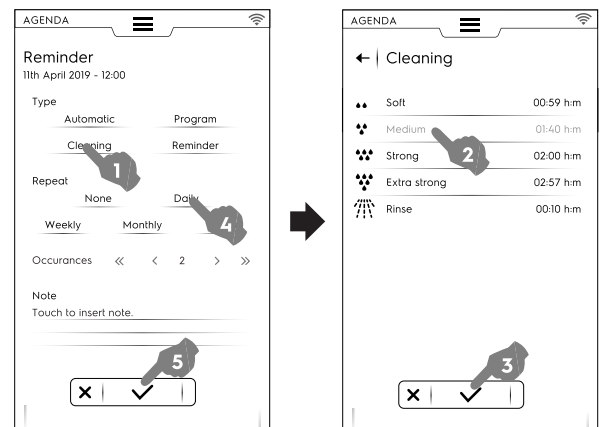 AGENDA
Reminder
11th April 2019 - 12:00
Type
Automatic Program
Cleaning Reminder
1
Repeat
None Daily
4
Weekly Monthly
Occurances << < 2 > >>
Note
Touch to insert note.
5
AGENDA
Cleaning
Soft 00:59 h:m
Medium 01:40 h:m
2
Strong 02:00 h:m
Extra strong 02:57 h:m
Rinse 00:10 h:m
3